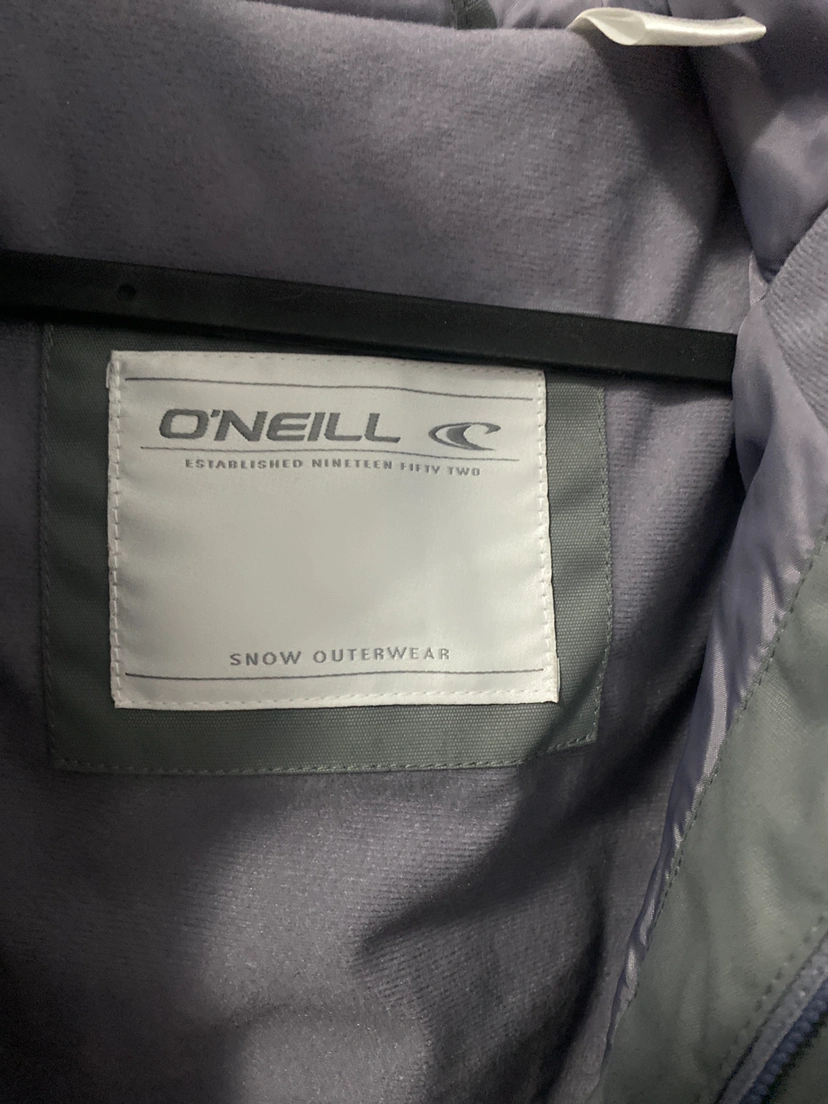 O'NEILL
ESTABLISHED NINETEEN FIFTY TWO
SNOW OUTERWEAR